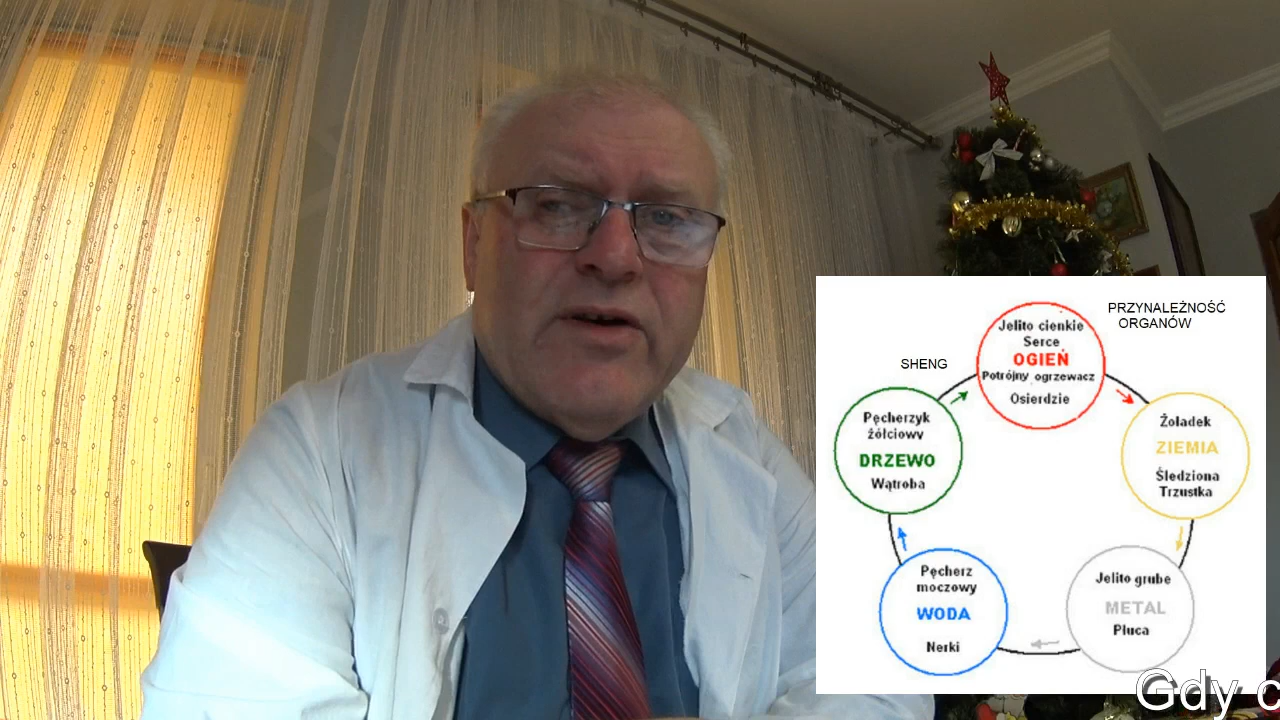 PRZYNALEŻNOŚĆ
ORGANÓW
SHENG
Jelito cienkie
Serce
OGIEŃ
Potrójny ogrzewacz
Osierdzie
Pęcherzyk
żółciowy
DRZEWO
Wątroba
Żoładek
ZIEMIA
Śledziona
Trzustka
Pęcherz
moczowy
WODA
Nerki
Jelito grube
METAL
Płuca
Gdy c